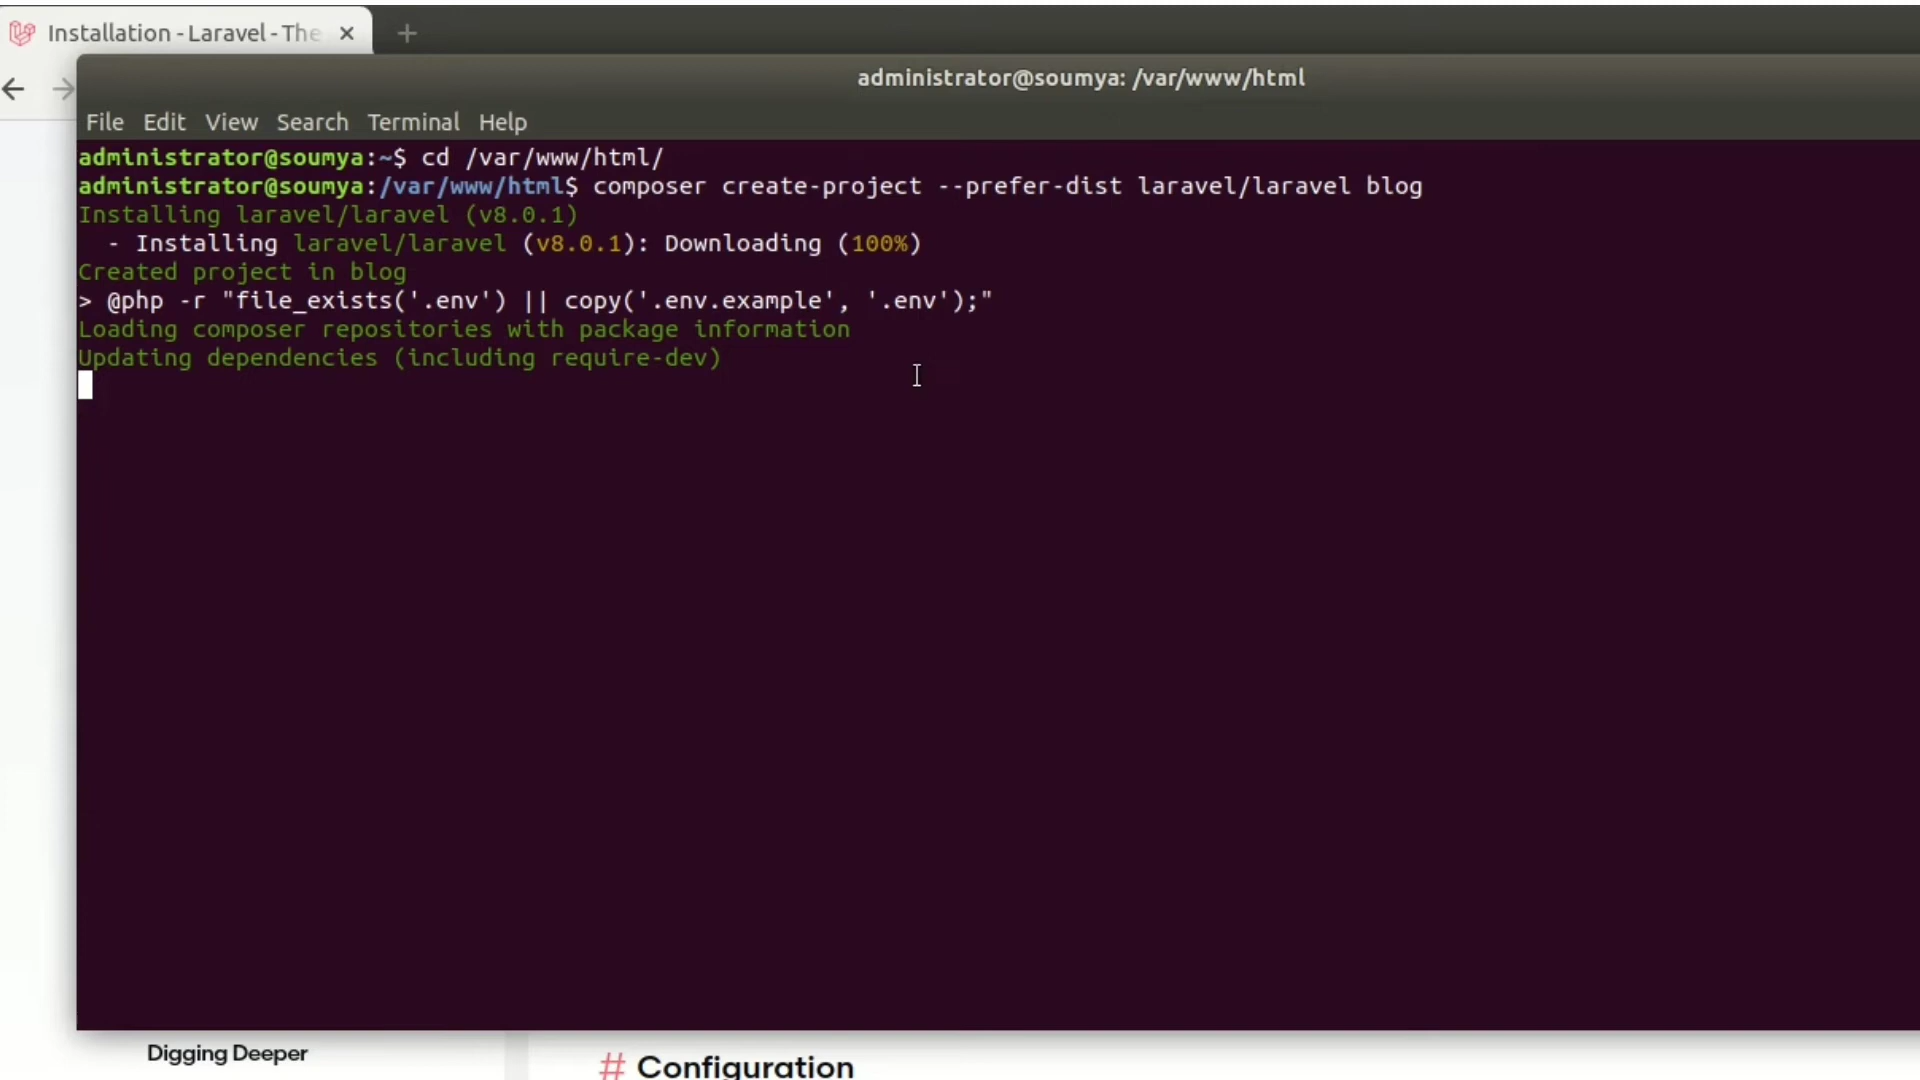 Installation - Laravel - The
administrator@soumya: /var/www/html
File Edit View Search Terminal Help
administrator@soumya:~$ cd /var/www/html/
administrator@soumya:/var/www/html$ composer create-project --prefer-dist laravel/laravel blog
Installing laravel/laravel (v8.0.1)
  - Installing laravel/laravel (v8.0.1): Downloading (100%)
Created project in blog
> @php -r "file_exists('.env') || copy('.env.example', '.env');"
Loading composer repositories with package information
Updating dependencies (including require-dev)
Digging Deeper
# Configuration